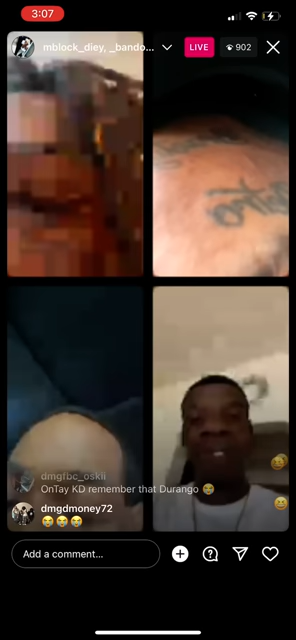 3:07
mblock_diey, _bando...
LIVE
902
dmgfbc_oskii
OnTay KD remember that Durango 😆
dmgdmoney72
😭😭😭
Add a comment...